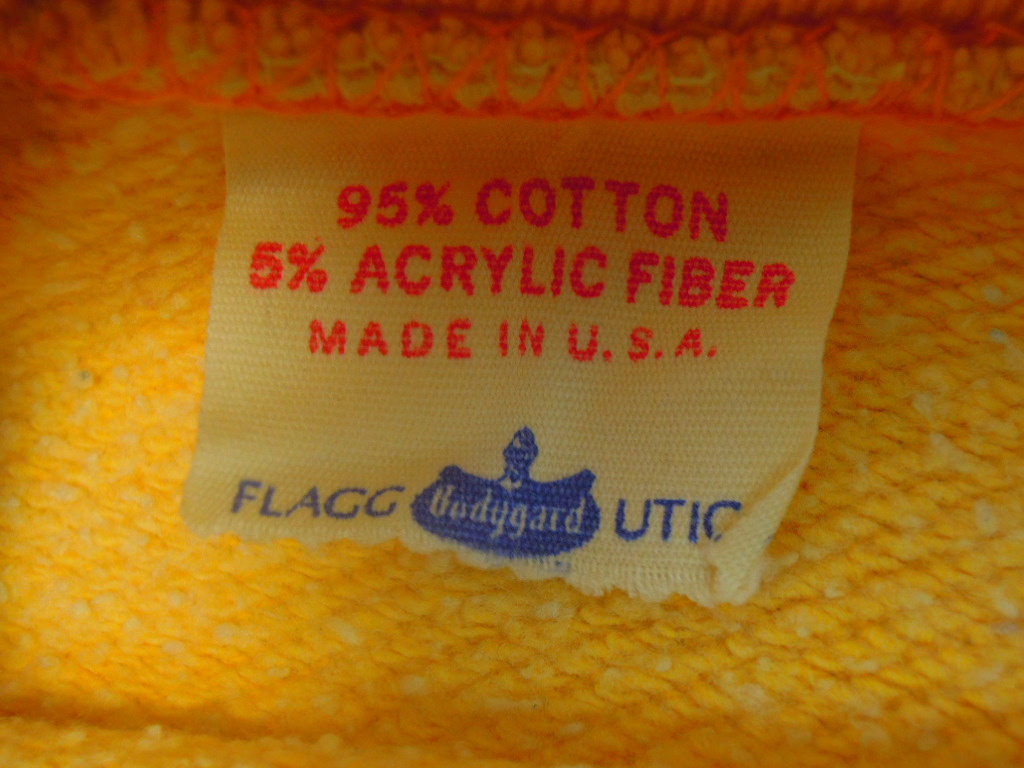 95% COTTON
5% ACRYLIC FIBER
MADE IN U.S.A.
FLAGG Bodygard UTIC